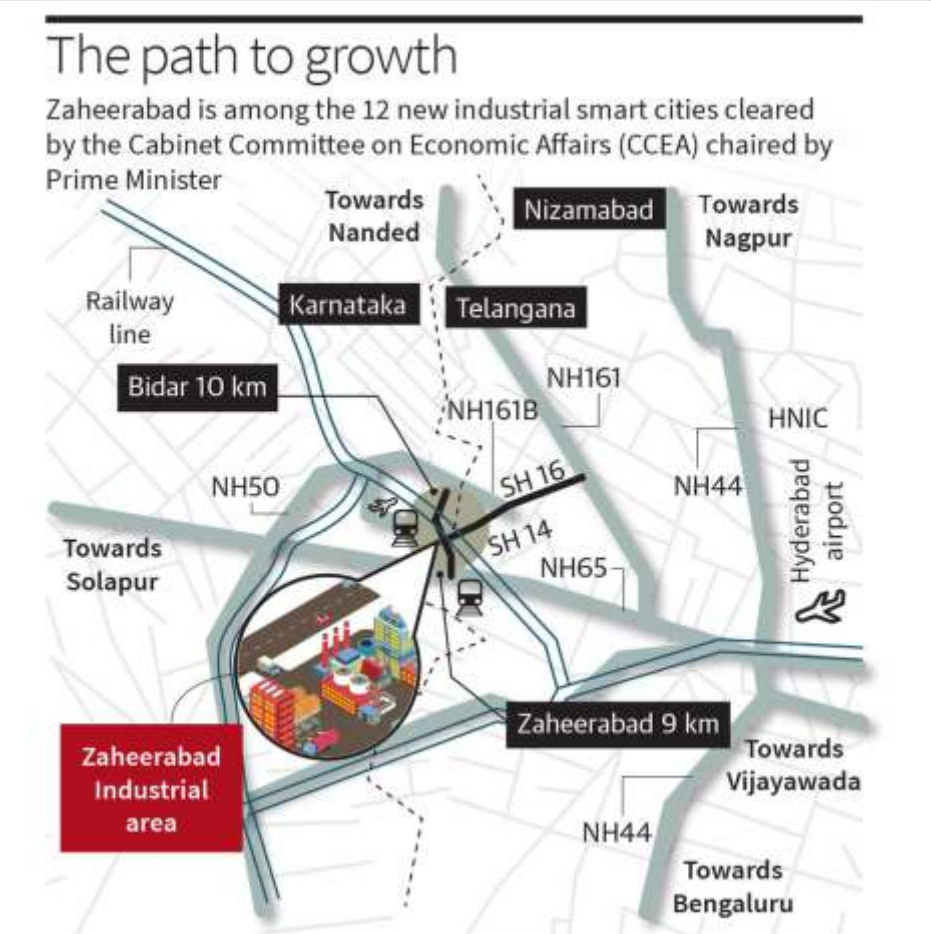 The path to growth
Zaheerabad is among the 12 new industrial smart cities cleared
by the Cabinet Committee on Economic Affairs (CCEA) chaired by
Prime Minister
Towards
Nanded
Nizamabad
Towards
Nagpur
Railway
line
Karnataka
Telangana
Bidar 10 km
NH161
NH161B
HNIC
NH50
SH 16
NH44
Hyderabad
airport
SH 14
Towards
Solapur
NH65
Zaheerabad 9 km
Zaheerabad
Industrial
area
Towards
Vijayawada
NH44
Towards
Bengaluru